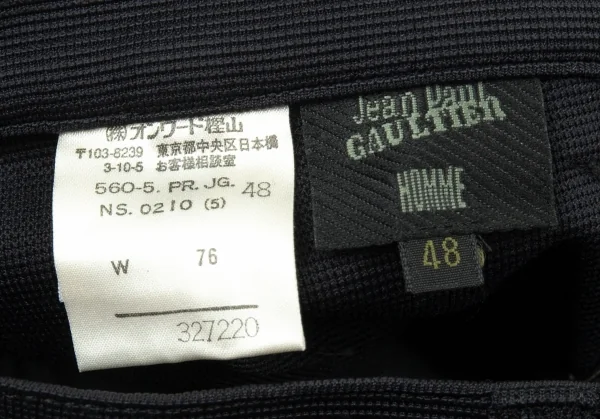 (株)オンワード樫山
〒103-8239 東京都中央区日本橋
3-10-5 お客様相談室
560-5. PR. JG. 48
NS. 0210 (5)
W 76
327220
Jean Paul
GAULTIER
HOMME
48